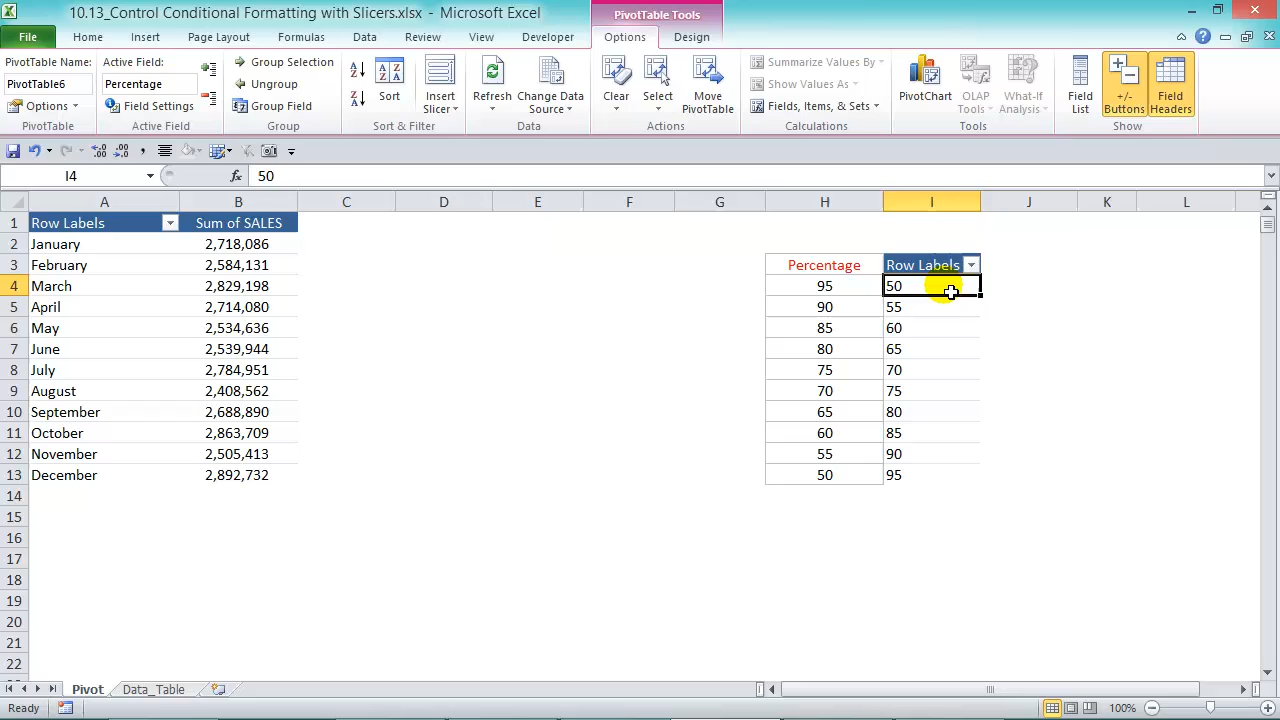 10.13_Control Conditional Formatting with Slicers.xlsx - Microsoft Excel
PivotTable Tools
File Home Insert Page Layout Formulas Data Review View Developer Options Design
PivotTable Name:
PivotTable6
Options
PivotTable
Active Field:
Percentage
Field Settings
Active Field
Group Selection
Ungroup
Group Field
Group
Sort
Insert
Slicer
Sort & Filter
Refresh
Change Data
Source
Data
Clear
Select
Move
PivotTable
Actions
Summarize Values By
Show Values As
Fields, Items, & Sets
Calculations
PivotChart
OLAP
Tools
What-If
Analysis
Tools
Field
List
+/-
Buttons
Field
Headers
Show
I4 fx 50
A B C D E F G H I J K L
1 Row Labels Sum of SALES
2 January 2,718,086
3 February 2,584,131 Percentage Row Labels
4 March 2,829,198 95 50
5 April 2,714,080 90 55
6 May 2,534,636 85 60
7 June 2,539,944 80 65
8 July 2,784,951 75 70
9 August 2,408,562 70 75
10 September 2,688,890 65 80
11 October 2,863,709 60 85
12 November 2,505,413 55 90
13 December 2,892,732 50 95
14
15
16
17
18
19
20
21
22
Pivot Data_Table
Ready 100%